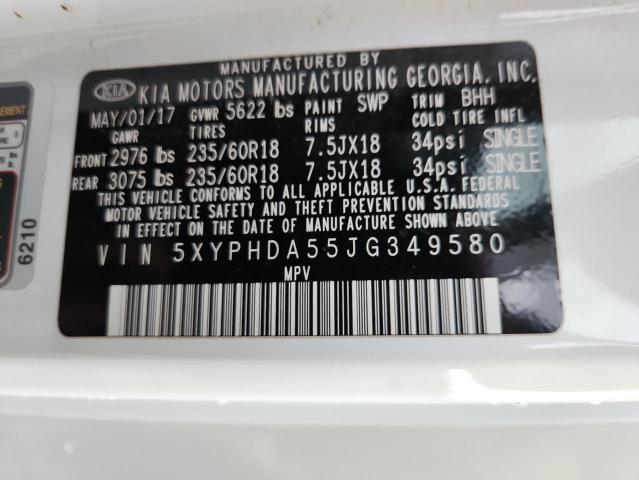 MANUFACTURED BY
KIA KIA MOTORS MANUFACTURING GEORGIA, INC.
MAY/01/17 GVWR 5622 lbs PAINT SWP TRIM BHH
GAWR TIRES RIMS COLD TIRE INFL
FRONT 2976 lbs 235/60R18 7.5JX18 34psi SINGLE
REAR 3075 lbs 235/60R18 7.5JX18 34psi SINGLE
THIS VEHICLE CONFORMS TO ALL APPLICABLE U.S.A. FEDERAL
MOTOR VEHICLE SAFETY AND THEFT PREVENTION STANDARDS
IN EFFECT ON THE DATE OF MANUFACTURE SHOWN ABOVE.
VIN 5XYPHDA55JG349580
MPV
6210